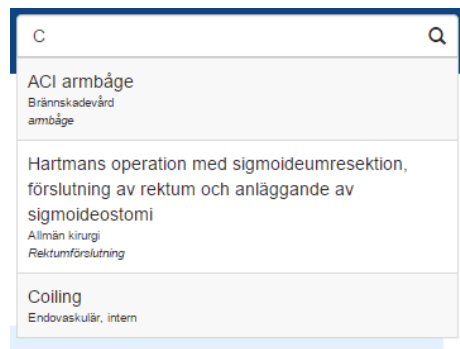 C
ACI armbåge
Brännskadevård
armbåge
Hartmans operation med sigmoideumresektion,
förslutning av rektum och anläggande av
sigmoideostomi
Allmän kirurgi
Rektumförslutning
Coiling
Endovaskulär, intern